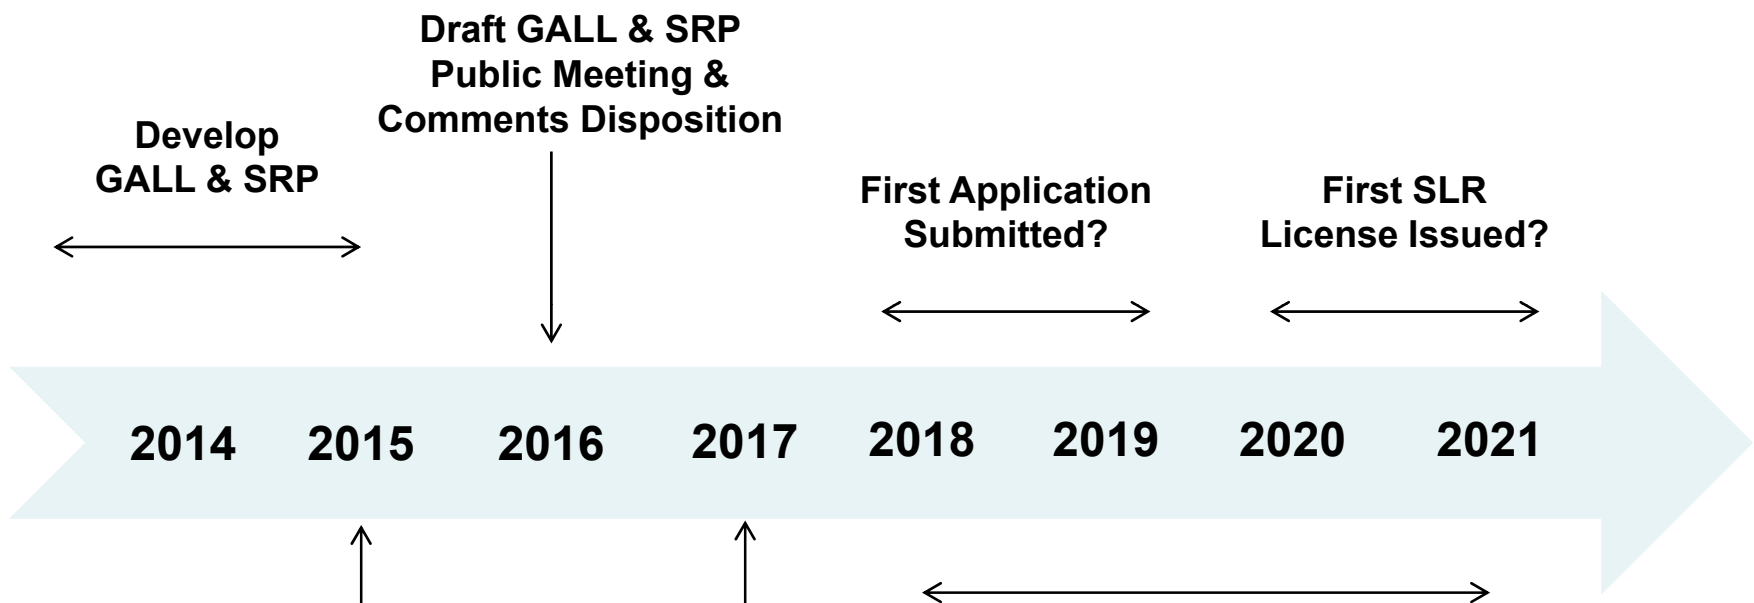 Draft GALL & SRP
Public Meeting &
Comments Disposition
Develop
GALL & SRP
First Application
Submitted?
First SLR
License Issued?
2014 2015 2016 2017 2018 2019 2020 2021